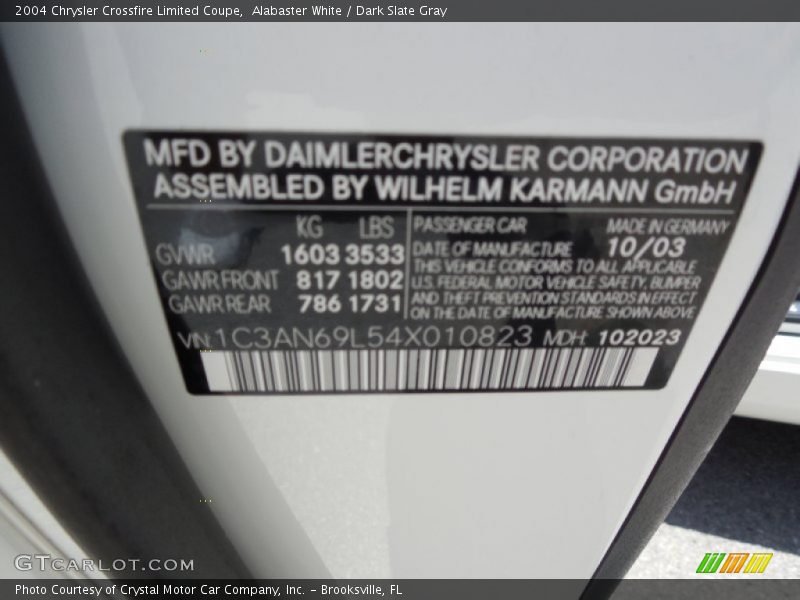 2004 Chrysler Crossfire Limited Coupe,  Alabaster White / Dark Slate Gray
MFD BY DAIMLERCHRYSLER CORPORATION
ASSEMBLED BY WILHELM KARMANN GmbH
KG LBS
GVWR 1603 3533
GAWR FRONT 817 1802
GAWR REAR 786 1731
PASSENGER CAR MADE IN GERMANY
DATE OF MANUFACTURE 10/03
THIS VEHICLE CONFORMS TO ALL APPLICABLE
U.S. FEDERAL MOTOR VEHICLE SAFETY, BUMPER
AND THEFT PREVENTION STANDARDS IN EFFECT
ON THE DATE OF MANUFACTURE SHOWN ABOVE
VIN: 1C3AN69L54X010823 MDH: 102023
GTCARLOT.COM
Photo Courtesy of Crystal Motor Car Company, Inc. – Brooksville, FL